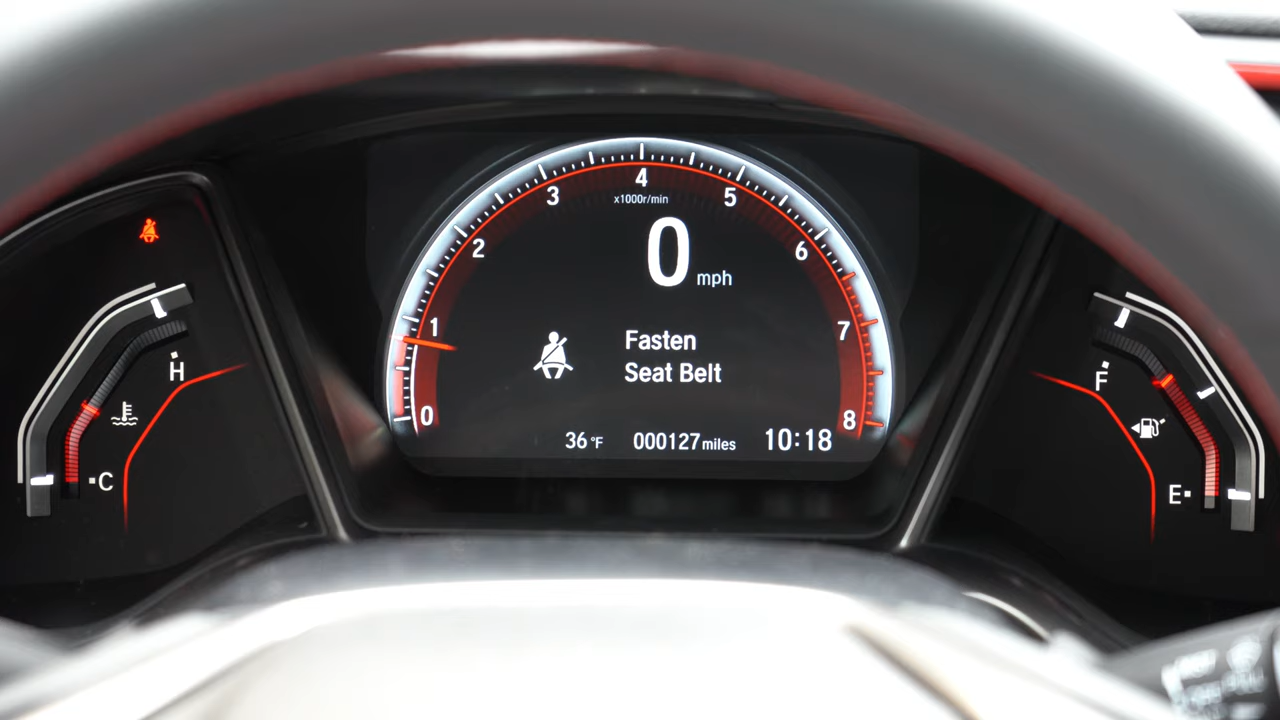 4
3
5
x1000r/min
2
0 mph
6
1
7
Fasten
Seat Belt
0
8
36 °F
000127 miles
10:18
H
C
F
E